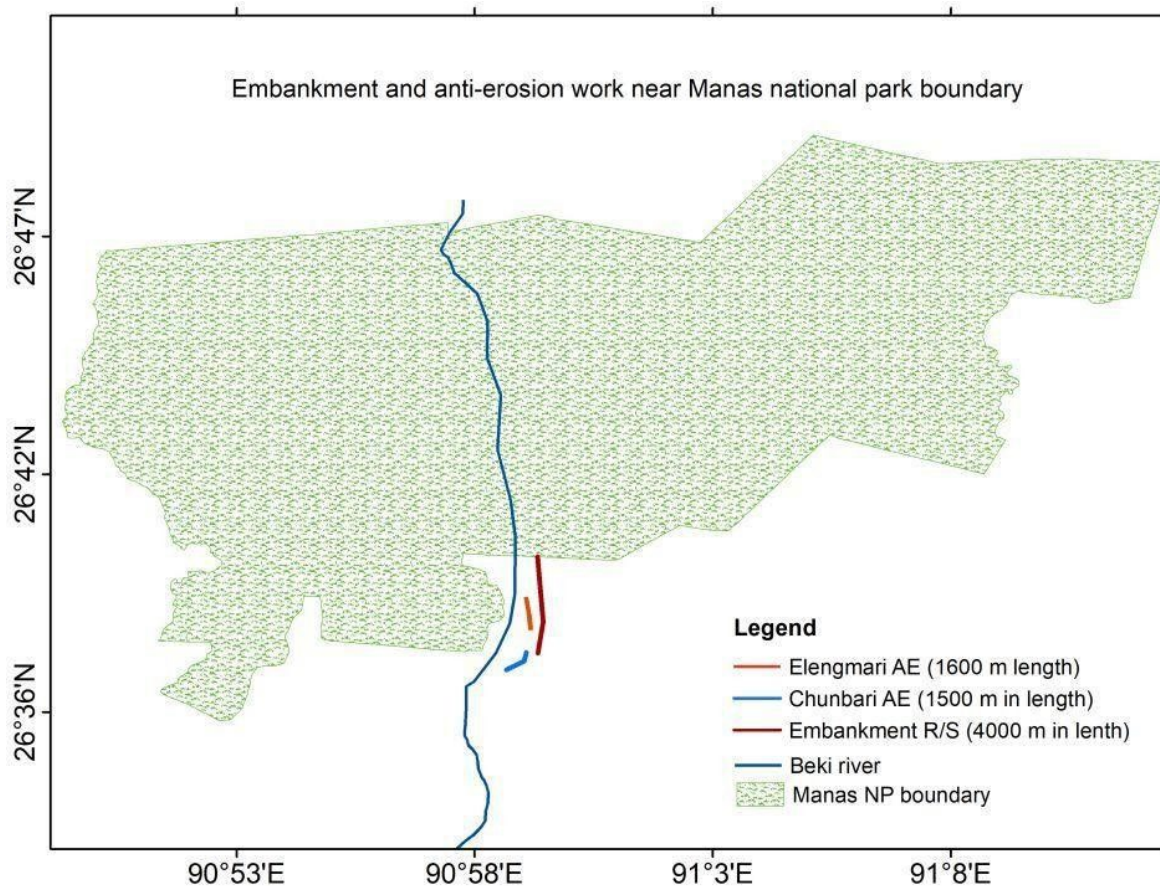 Embankment and anti-erosion work near Manas national park boundary
26°47'N
26°42'N
26°36'N
Legend
Elengmari AE (1600 m length)
Chunbari AE (1500 m in length)
Embankment R/S (4000 m in lenth)
Beki river
Manas NP boundary
90°53'E
90°58'E
91°3'E
91°8'E